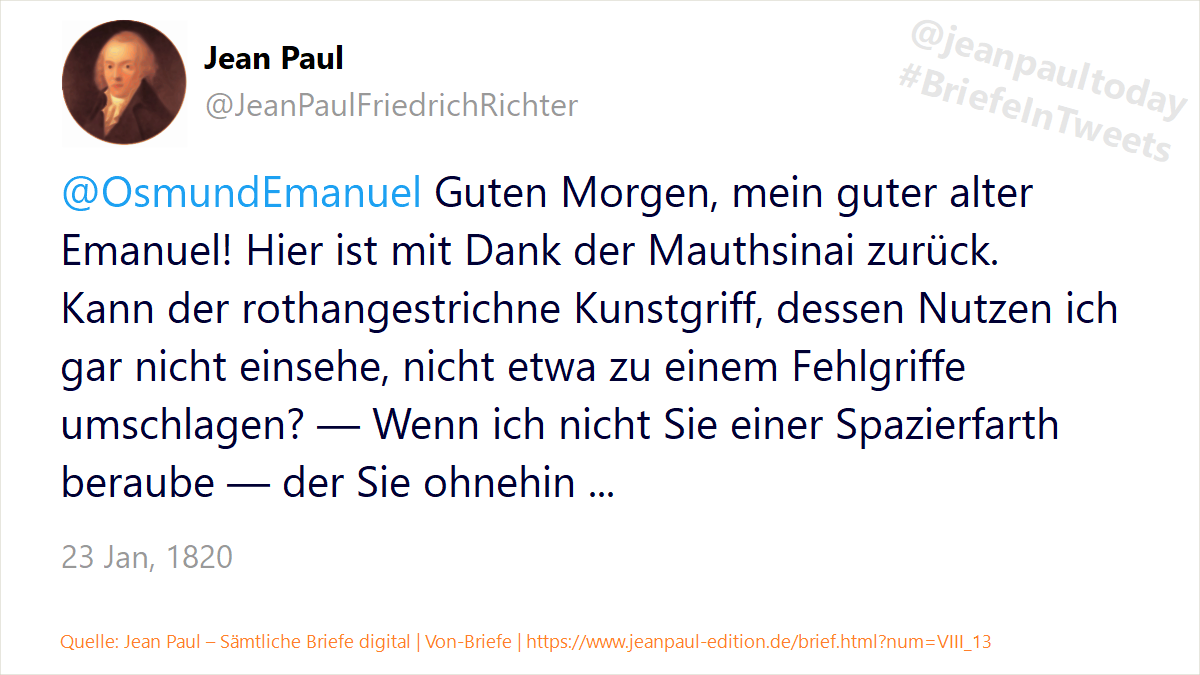 Jean Paul
@JeanPaulFriedrichRichter
@jeanpaultoday
#BriefeInTweets
@OsmundEmanuel Guten Morgen, mein guter alter
Emanuel! Hier ist mit Dank der Mauthsinai zurück.
Kann der rothangestrichne Kunstgriff, dessen Nutzen ich
gar nicht einsehe, nicht etwa zu einem Fehlgriffe
umschlagen? — Wenn ich nicht Sie einer Spazierfarth
beraube — der Sie ohnehin ...
23 Jan, 1820
Quelle: Jean Paul – Sämtliche Briefe digital | Von-Briefe | https://www.jeanpaul-edition.de/brief.html?num=VIII_13